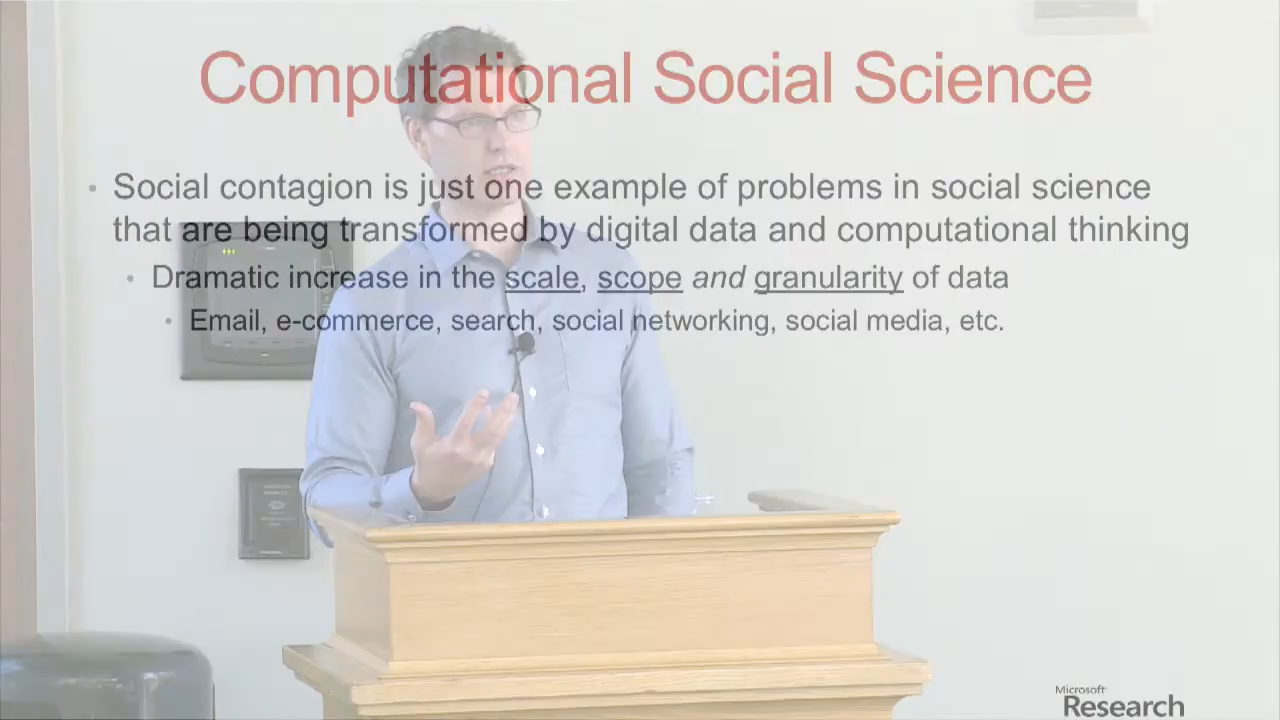 Computational Social Science
• Social contagion is just one example of problems in social science
that are being transformed by digital data and computational thinking
• Dramatic increase in the scale, scope and granularity of data
• Email, e-commerce, search, social networking, social media, etc.
Microsoft
Research